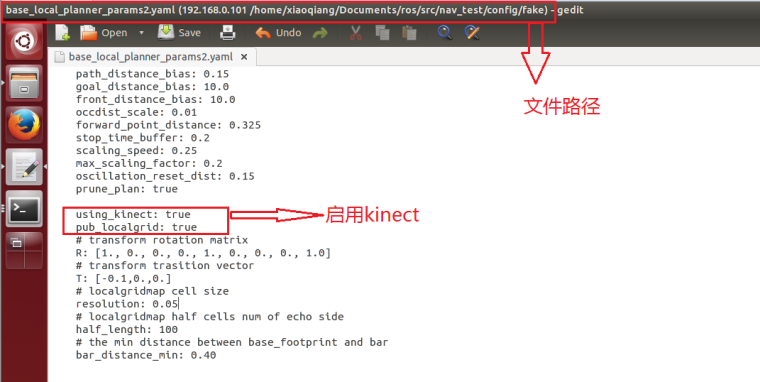 base_local_planner_params2.yaml (192.168.0.101 /home/xiaoqiang/Documents/ros/src/nav_test/config/fake) - gedit
Open Save Undo
base_local_planner_params2.yaml ×
path_distance_bias: 0.15
goal_distance_bias: 10.0
文件路径
front_distance_bias: 10.0
occdist_scale: 0.01
forward_point_distance: 0.325
stop_time_buffer: 0.2
scaling_speed: 0.25
max_scaling_factor: 0.2
oscillation_reset_dist: 0.15
prune_plan: true
using_kinect: true
启用kinect
pub_localgrid: true
# transform rotation matrix
R: [1., 0., 0., 0., 1., 0., 0., 0., 1.0]
# transform trasition vector
T: [-0.1,0.,0.]
# localgridmap cell size
resolution: 0.05
# localgridmap half cells num of echo side
half_length: 100
# the min distance between base_footprint and bar
bar_distance_min: 0.40